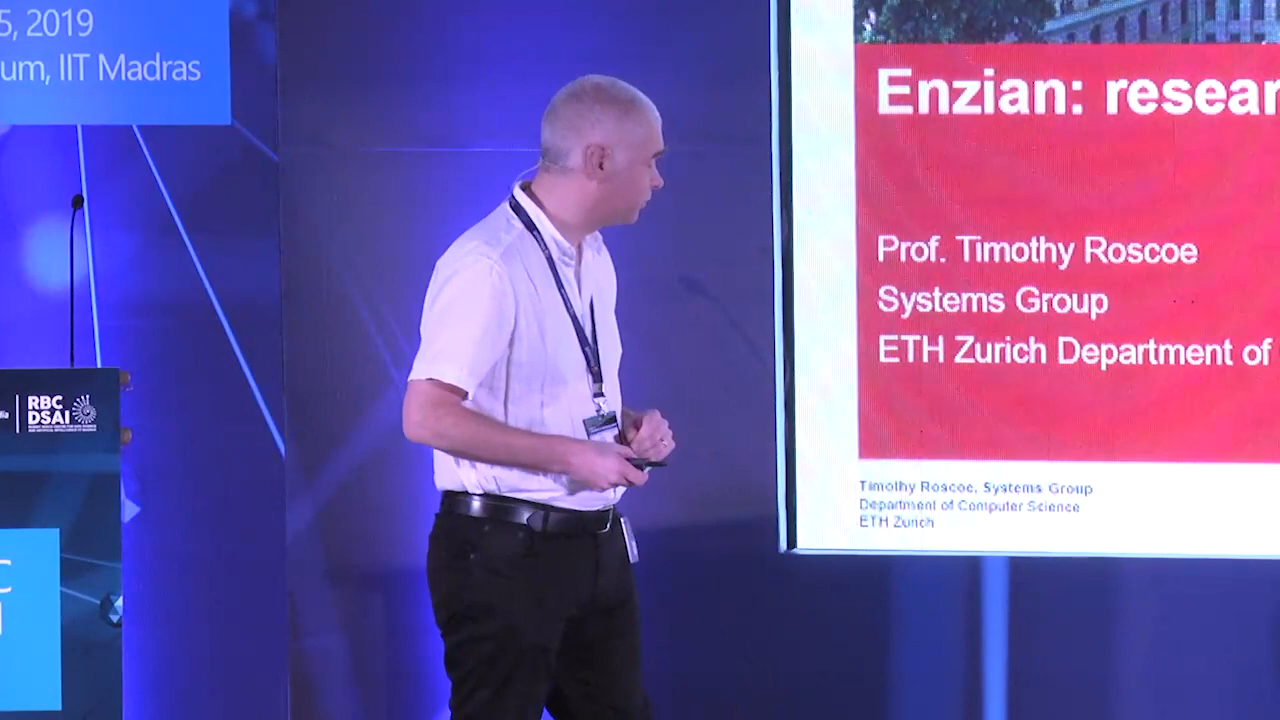 5, 2019
um, IIT Madras
RBC
DSAI
Enzian: resear
Prof. Timothy Roscoe
Systems Group
ETH Zurich Department of
Timothy Roscoe, Systems Group
Department of Computer Science
ETH Zurich